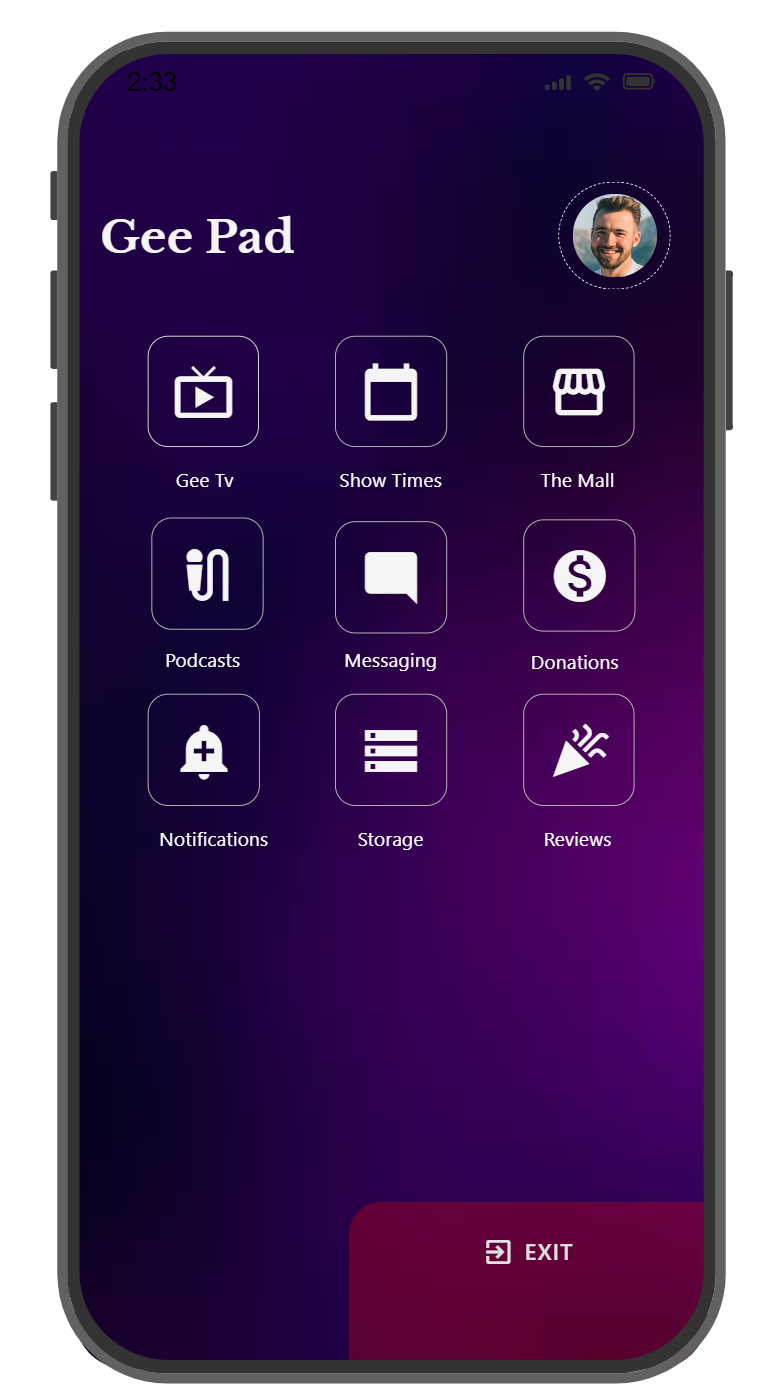 2:33
Gee Pad
Gee Tv
Show Times
The Mall
Podcasts
Messaging
Donations
Notifications
Storage
Reviews
EXIT